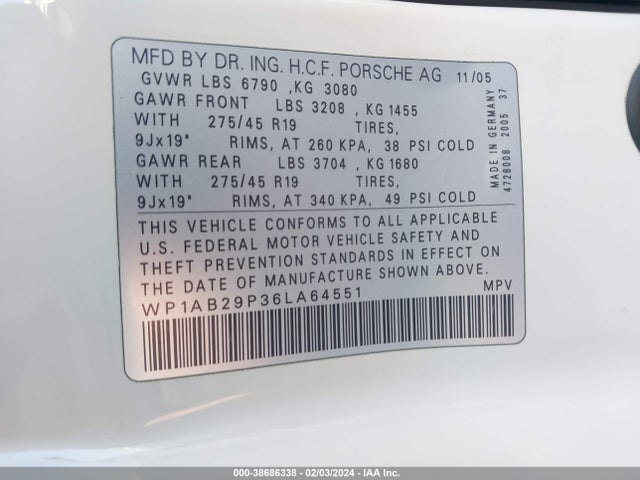 MFD BY DR. ING. H.C.F. PORSCHE AG 11/05
GVWR LBS 6790 ,KG 3080
GAWR FRONT LBS 3208 , KG 1455
WITH 275/45 R19 TIRES,
9Jx19" RIMS, AT 260 KPA, 38 PSI COLD
GAWR REAR LBS 3704 , KG 1680
WITH 275/45 R19 TIRES,
9Jx19" RIMS, AT 340 KPA, 49 PSI COLD
THIS VEHICLE CONFORMS TO ALL APPLICABLE
U.S. FEDERAL MOTOR VEHICLE SAFETY AND
THEFT PREVENTION STANDARDS IN EFFECT ON
THE DATE OF MANUFACTURE SHOWN ABOVE.
WP1AB29P36LA64551 MPV
MADE IN GERMANY
4728008 2005 37
000-38686338 - 02/03/2024 - IAAI.COM